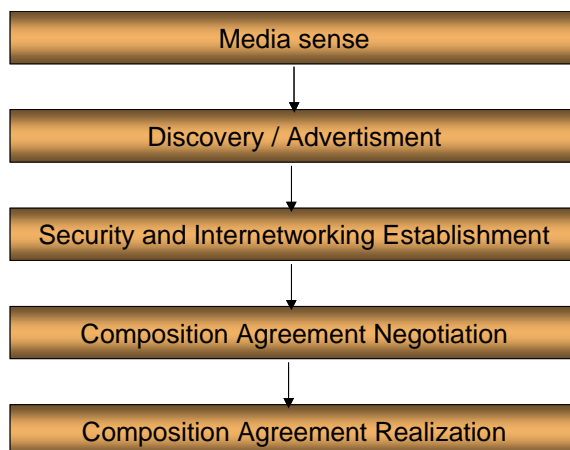 Media sense
Discovery / Advertisment
Security and Internetworking Establishment
Composition Agreement Negotiation
Composition Agreement Realization